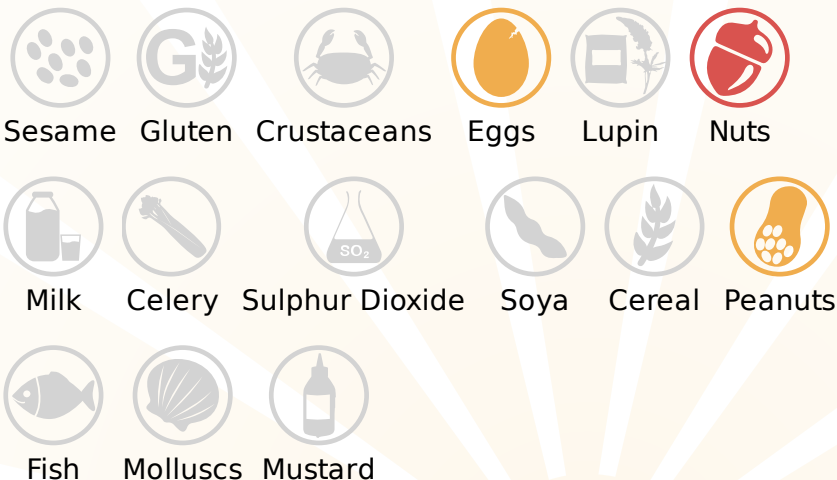 Sesame Gluten Crustaceans Eggs Lupin Nuts
SO₂
Milk Celery Sulphur Dioxide Soya Cereal Peanuts
Fish Molluscs Mustard